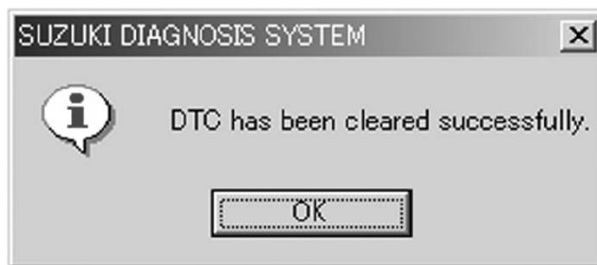 SUZUKI DIAGNOSIS SYSTEM
DTC has been cleared successfully.
OK